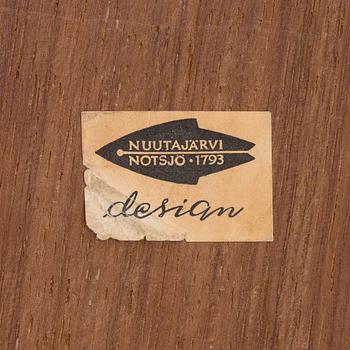 NUUTAJÄRVI
NOTSJÖ · 1793
design